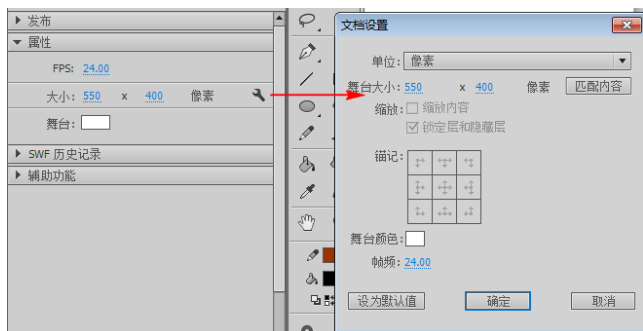 发布
属性
FPS: 24.00
大小: 550 x 400 像素
舞台:
SWF 历史记录
辅助功能
文档设置
单位: 像素
舞台大小: 550 x 400 像素 匹配内容
缩放: 缩放内容
锁定层和隐藏层
锚记:
舞台颜色:
帧频: 24.00
设为默认值 确定 取消